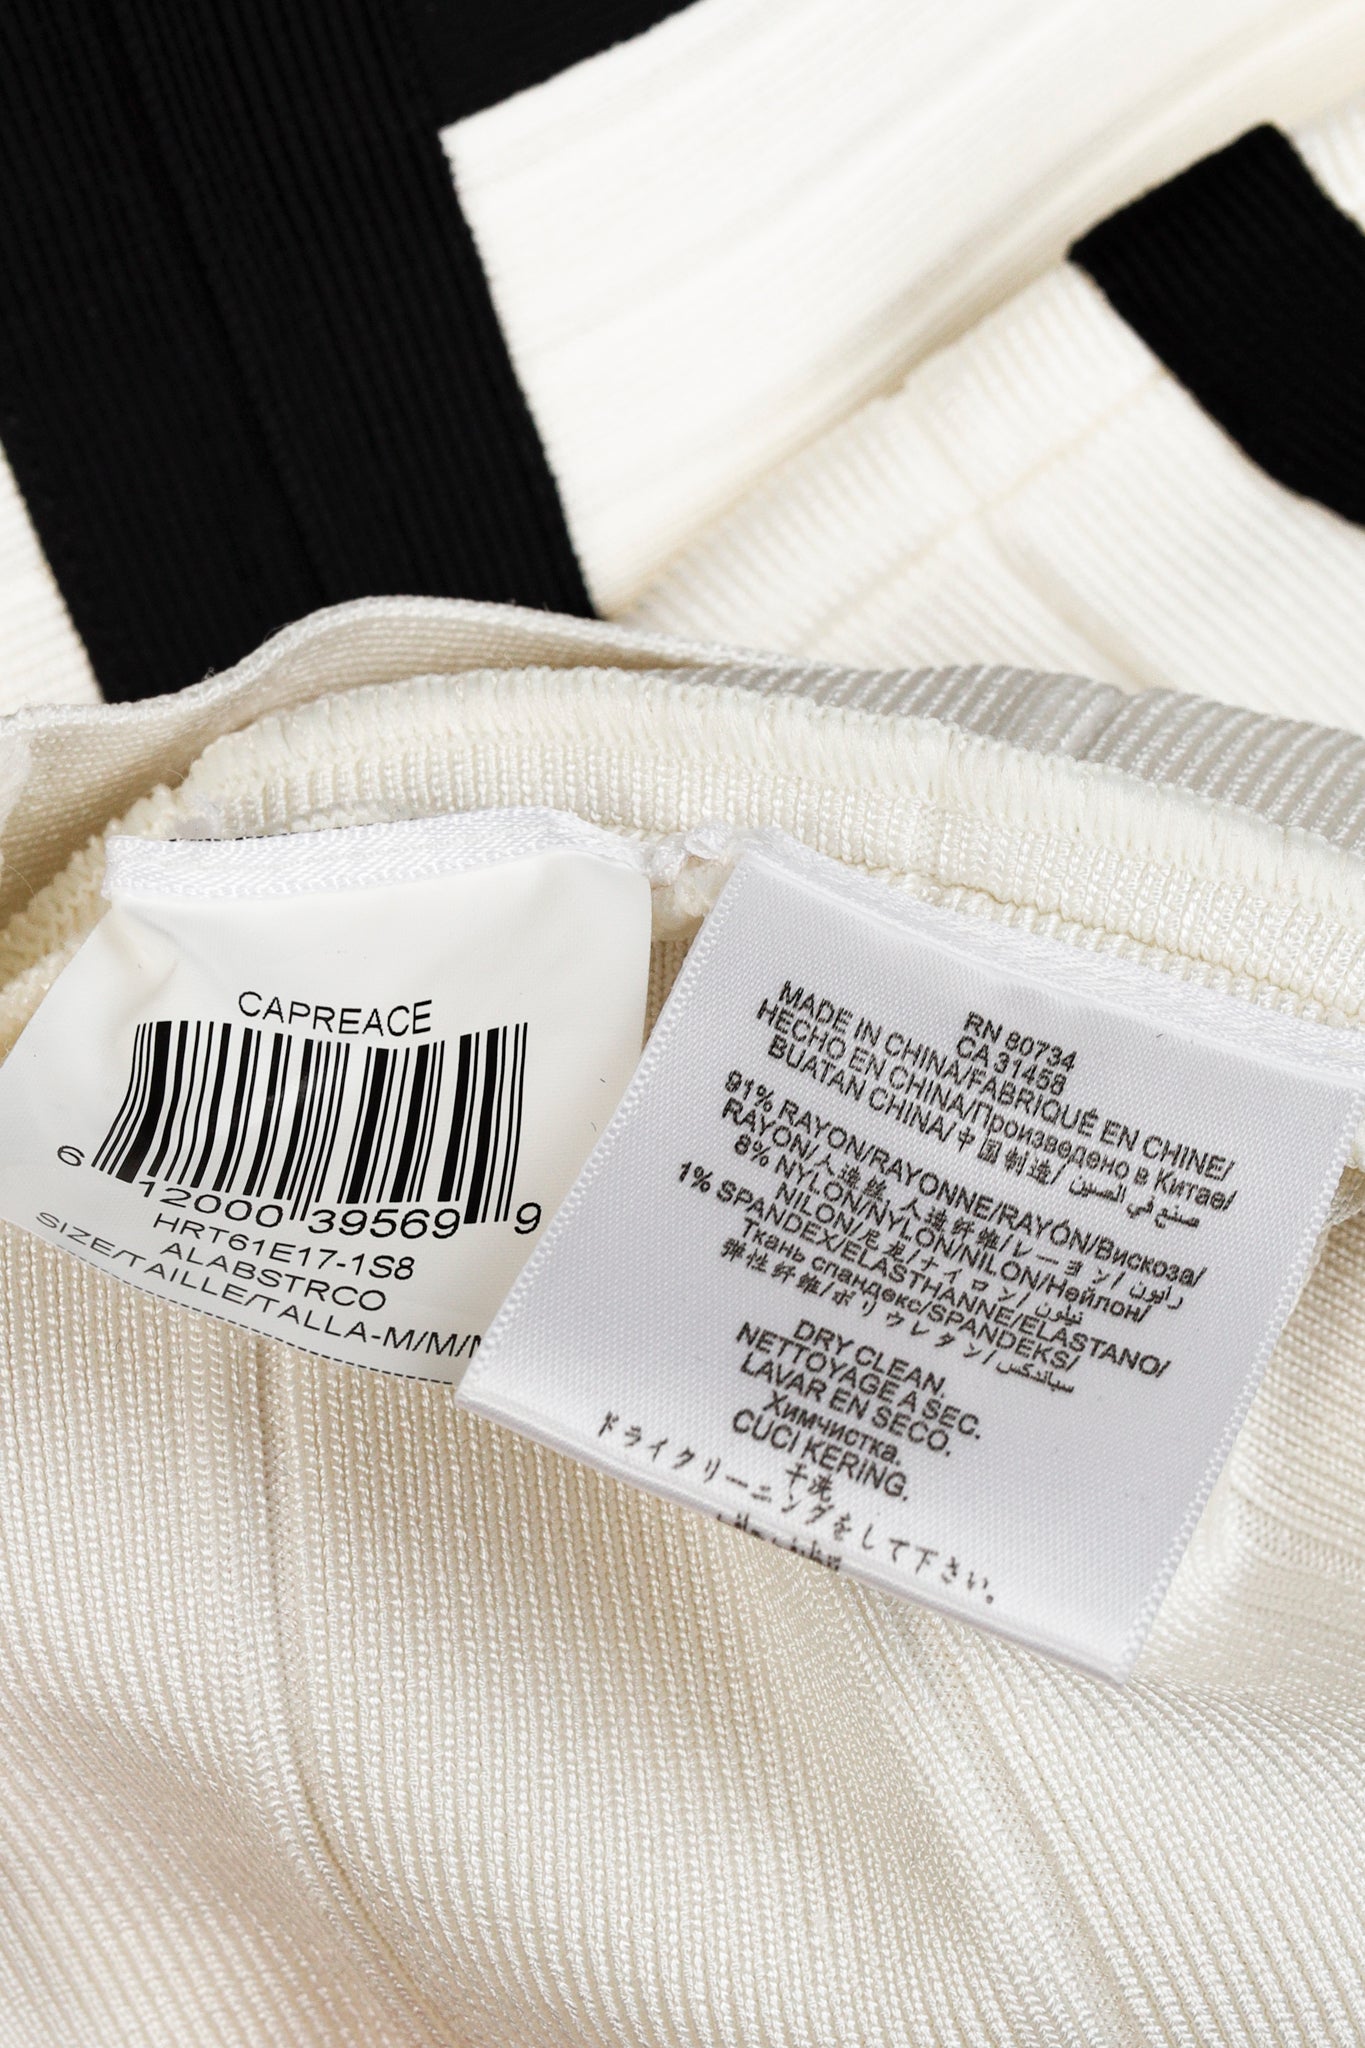 CAPREACE
6 12000 39569 9
HRT61E17-1S8
ALABSTRCO
SIZE/TAILLE/TALLA-M/M/
RN 80734
CA 31458
MADE IN CHINA/FABRIQUÉ EN CHINE/
HECHO EN CHINA/Произведено в Китае/
BUATAN CHINA/中国制造/صنع في الصين
91% RAYON/RAYONNE/RAYÓN/Вискоза/
RAYON/人造丝 人造纤维/レーヨン/رايون
8% NYLON/NYLON/NILON/Нейлон/
NILON/尼龙/ナイロン/نيلون
1% SPANDEX/ELASTHANNE/ELASTANO/
Ткань спандекс/SPANDEKS/
弹性纤维/ポリウレタン/سباندكس
DRY CLEAN.
NETTOYAGE A SEC.
LAVAR EN SECO.
Химчистка.
CUCI KERING.
干洗
ドライクリーニングをして下さい。